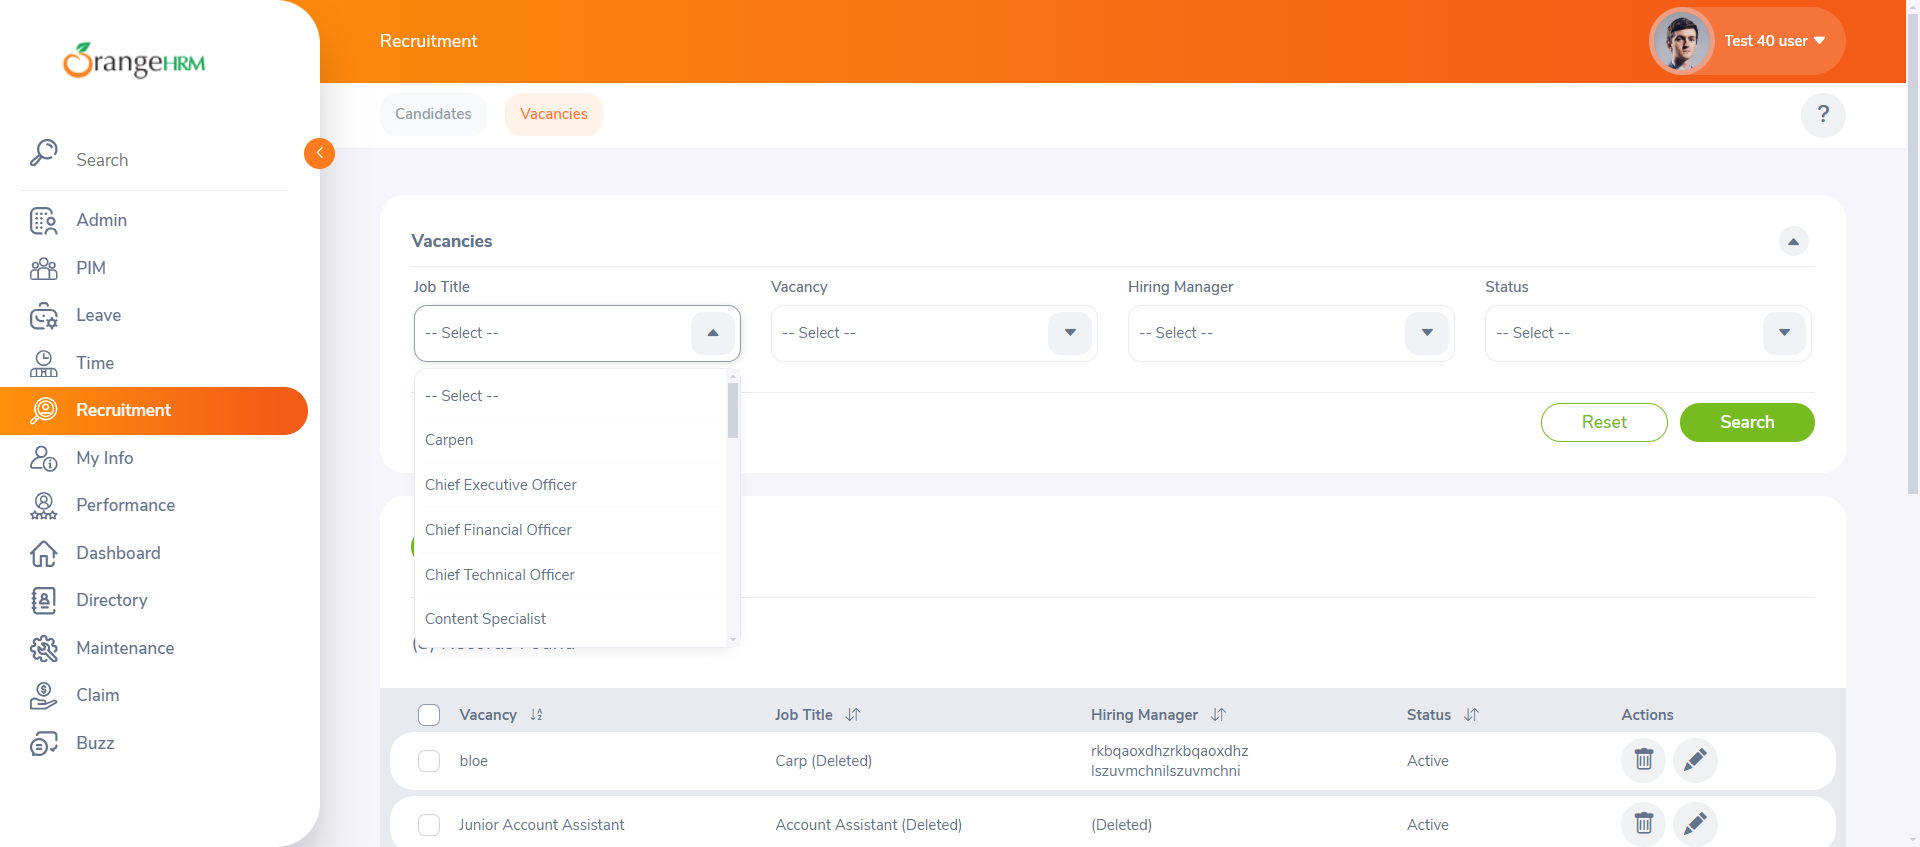 OrangeHRM
Recruitment
Test 40 user
Candidates
Vacancies
?
Search
Admin
PIM
Leave
Time
Recruitment
My Info
Performance
Dashboard
Directory
Maintenance
Claim
Buzz
Vacancies
Job Title
Vacancy
Hiring Manager
Status
-- Select --
-- Select --
-- Select --
-- Select --
-- Select --
Carpen
Chief Executive Officer
Chief Financial Officer
Chief Technical Officer
Content Specialist
Reset
Search
Records Found
Vacancy
Job Title
Hiring Manager
Status
Actions
bloe
Carp (Deleted)
rkbqaoxdhzrkbqaoxdhz
lszuvmchnilszuvmchni
Active
Junior Account Assistant
Account Assistant (Deleted)
(Deleted)
Active